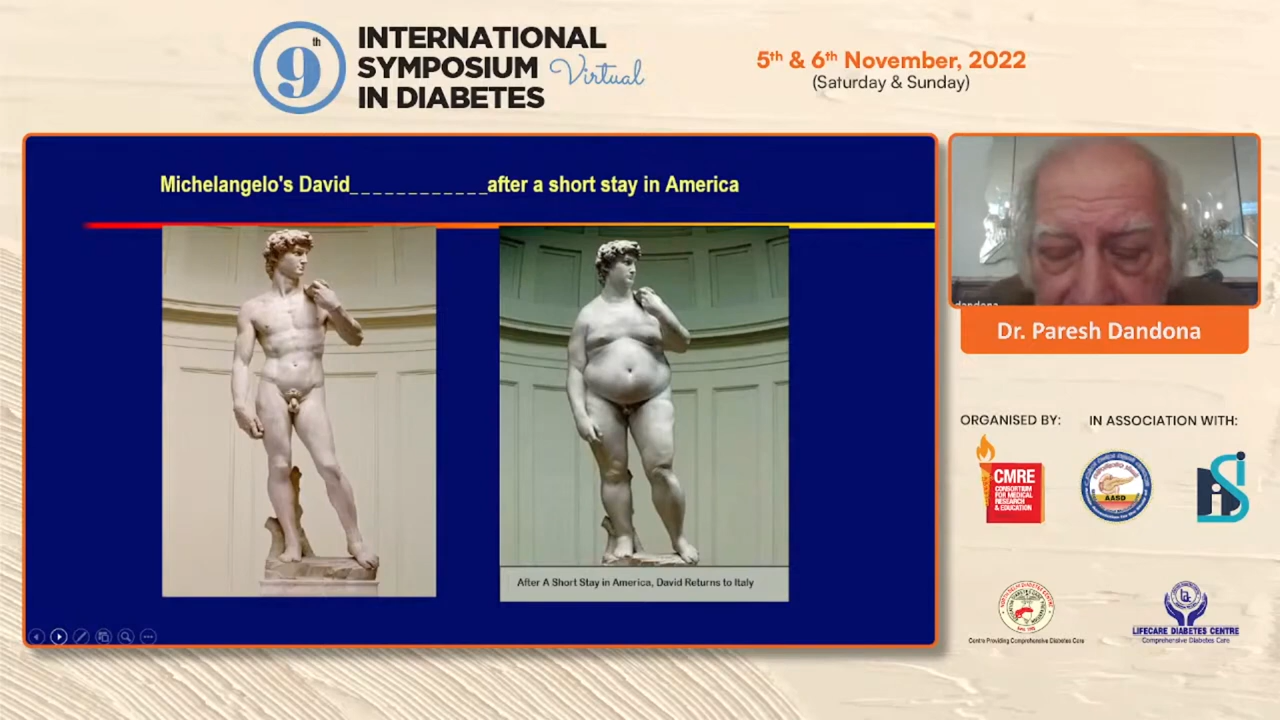 9th
INTERNATIONAL
SYMPOSIUM Virtual
IN DIABETES
5th & 6th November, 2022
(Saturday & Sunday)
Michelangelo's David____________after a short stay in America
After A Short Stay in America, David Returns to Italy
dandona
Dr. Paresh Dandona
ORGANISED BY:
IN ASSOCIATION WITH:
CMRE
CONSORTIUM
FOR MEDICAL
RESEARCH
& EDUCATION
AASD
Centre Providing Comprehensive Diabetes Care
LIFECARE DIABETES CENTRE
Comprehensive Diabetes Care